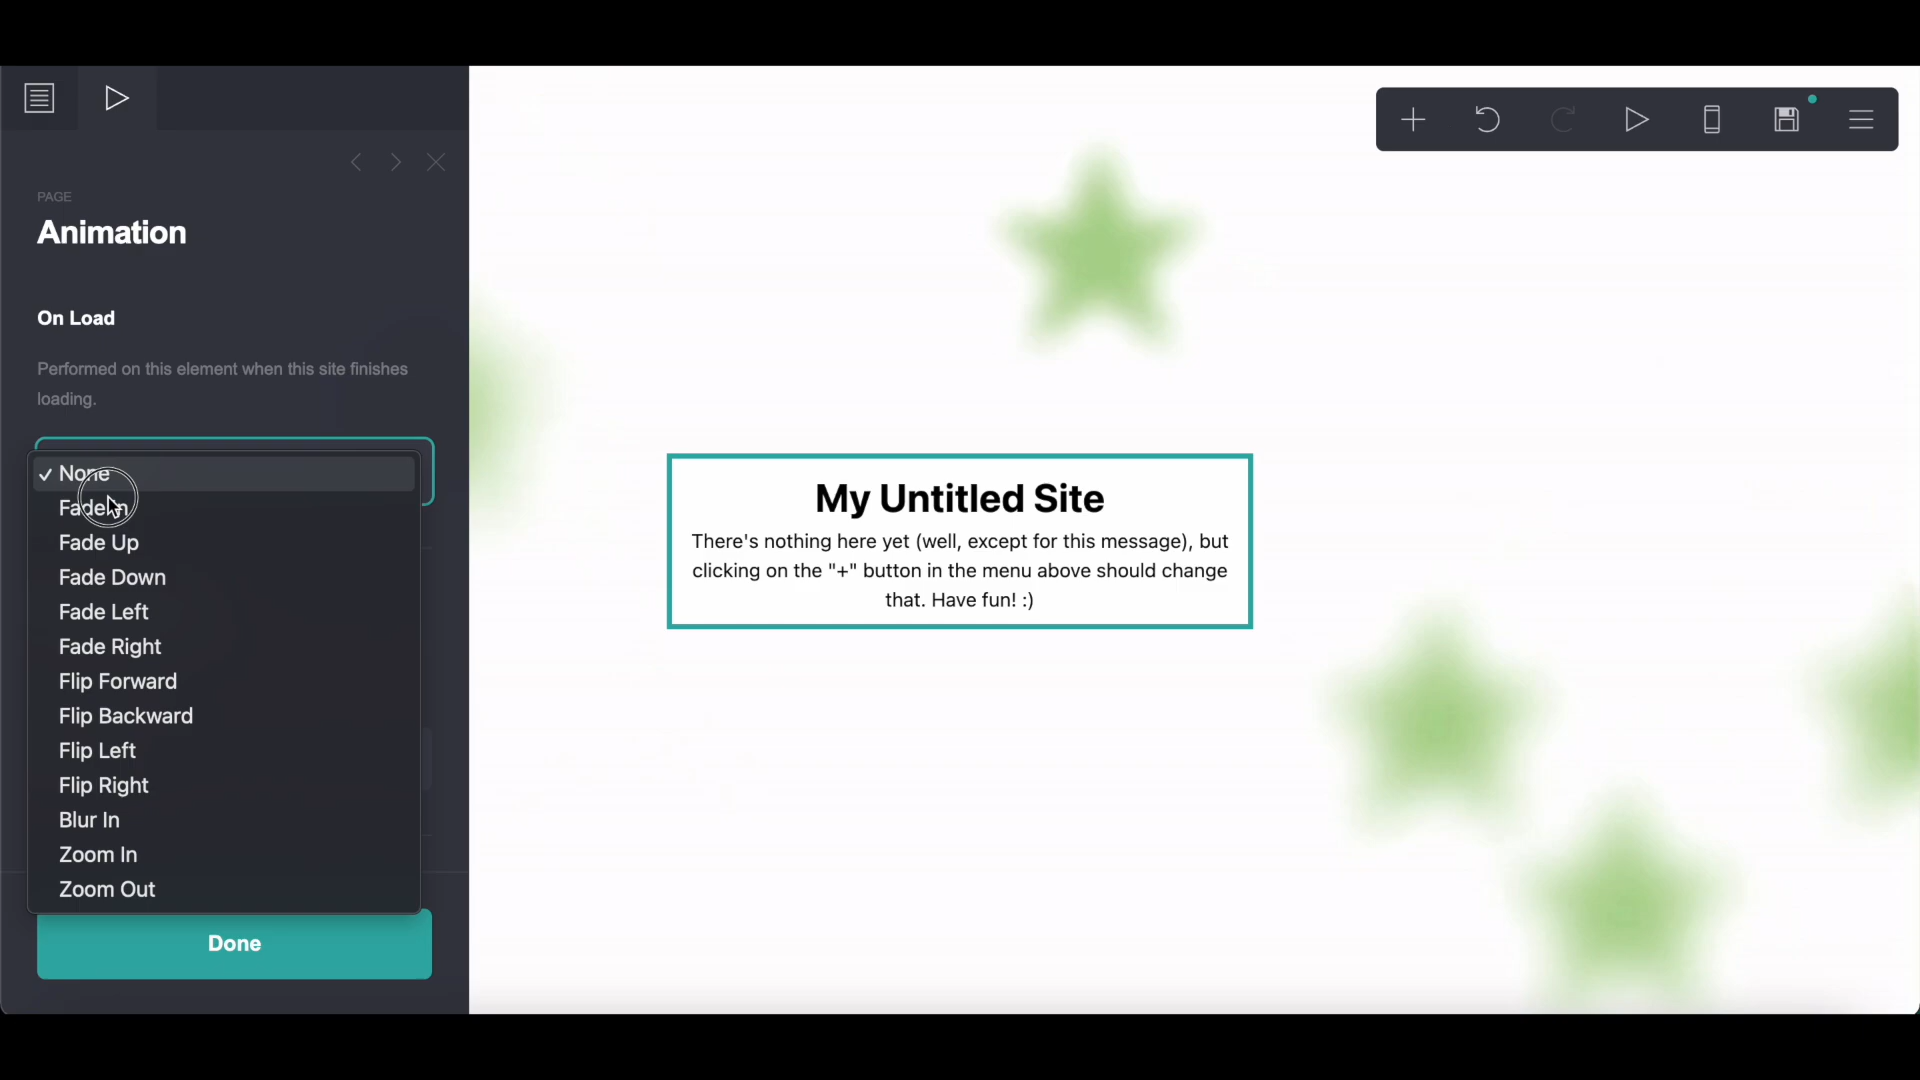 PAGE
Animation
On Load
Performed on this element when this site finishes
loading.
✓ None
Fade In
Fade Up
Fade Down
Fade Left
Fade Right
Flip Forward
Flip Backward
Flip Left
Flip Right
Blur In
Zoom In
Zoom Out
Done
My Untitled Site
There's nothing here yet (well, except for this message), but
clicking on the "+" button in the menu above should change
that. Have fun! :)